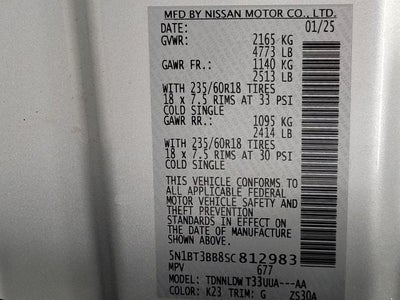 MFD BY NISSAN MOTOR CO., LTD.
DATE: 01/25
GVWR: 2165 KG
4773 LB
GAWR FR.: 1140 KG
2513 LB
WITH 235/60R18 TIRES
18 x 7.5 RIMS AT 33 PSI
COLD SINGLE
GAWR RR.: 1095 KG
2414 LB
WITH 235/60R18 TIRES
18 x 7.5 RIMS AT 30 PSI
COLD SINGLE
THIS VEHICLE CONFORMS TO
ALL APPLICABLE FEDERAL
MOTOR VEHICLE SAFETY AND
THEFT PREVENTION
STANDARDS IN EFFECT ON
THE DATE OF MANUFACTURE
SHOWN ABOVE.
5N1BT3BB8SC812983
MPV 677
MODEL: TDNNLDWT33UUA---AA
COLOR: K23 TRIM: G ZS30A